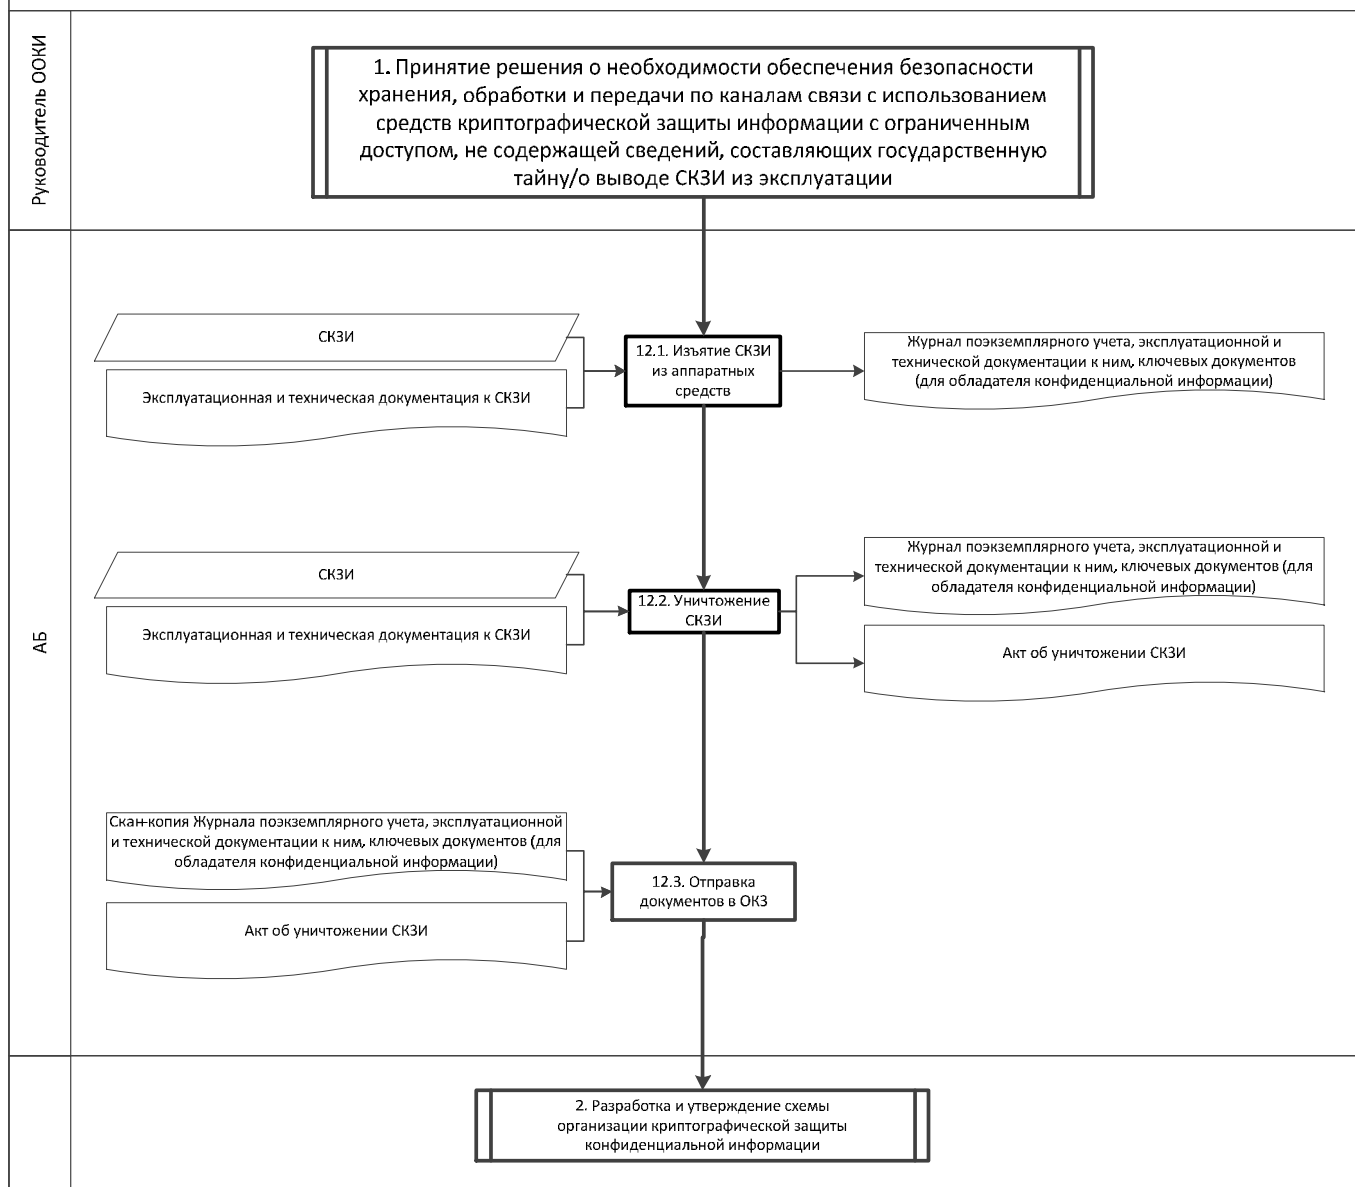 Руководитель ООКИ
1. Принятие решения о необходимости обеспечения безопасности
хранения, обработки и передачи по каналам связи с использованием
средств криптографической защиты информации с ограниченным
доступом, не содержащей сведений, составляющих государственную
тайну/о выводе СКЗИ из эксплуатации
АБ
СКЗИ
Эксплуатационная и техническая документация к СКЗИ
12.1. Изъятие СКЗИ
из аппаратных
средств
Журнал поэкземплярного учета, эксплуатационной и
технической документации к ним, ключевых документов
(для обладателя конфиденциальной информации)
СКЗИ
Эксплуатационная и техническая документация к СКЗИ
12.2. Уничтожение
СКЗИ
Журнал поэкземплярного учета, эксплуатационной и
технической документации к ним, ключевых документов (для
обладателя конфиденциальной информации)
Акт об уничтожении СКЗИ
Скан-копия Журнала поэкземплярного учета, эксплуатационной
и технической документации к ним, ключевых документов (для
обладателя конфиденциальной информации)
Акт об уничтожении СКЗИ
12.3. Отправка
документов в ОКЗ
2. Разработка и утверждение схемы
организации криптографической защиты
конфиденциальной информации